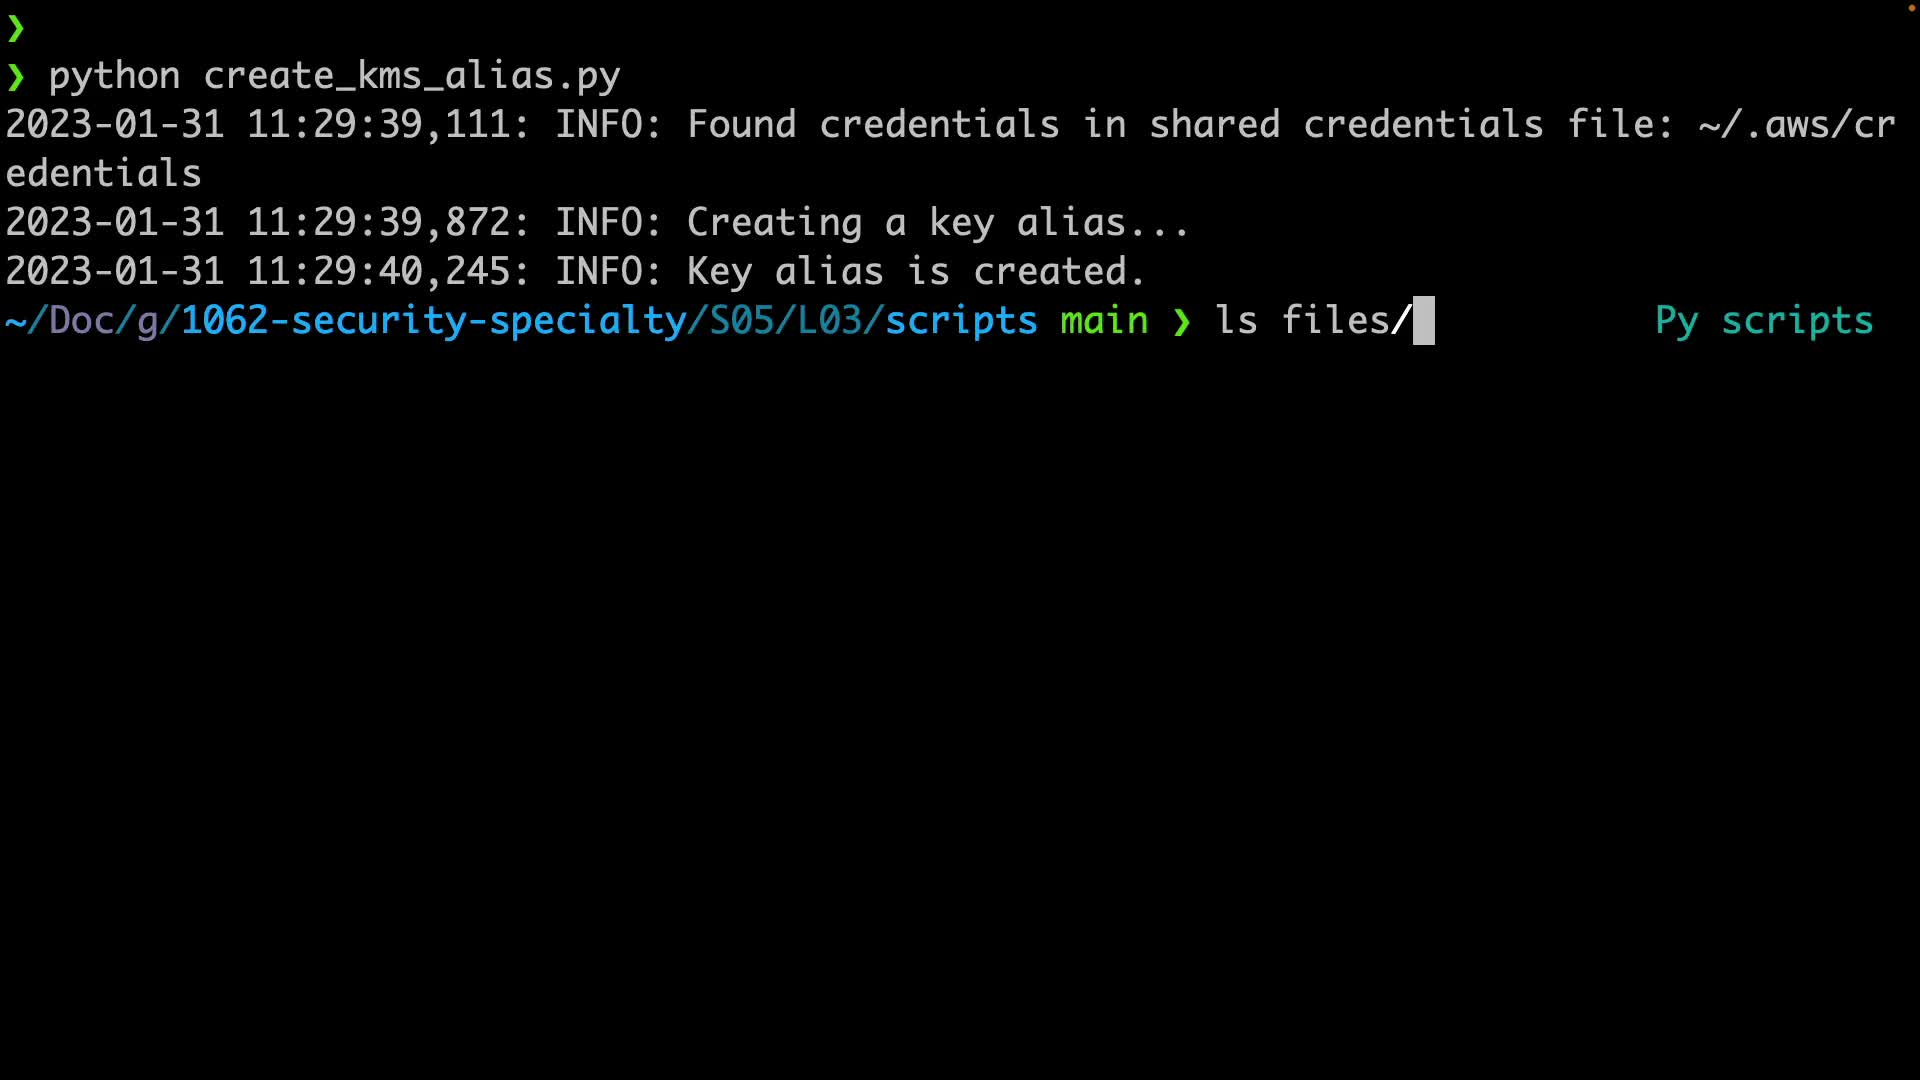 ❯
❯ python create_kms_alias.py
2023-01-31 11:29:39,111: INFO: Found credentials in shared credentials file: ~/.aws/cr
edentials
2023-01-31 11:29:39,872: INFO: Creating a key alias...
2023-01-31 11:29:40,245: INFO: Key alias is created.
~/Doc/g/1062-security-specialty/S05/L03/scripts main ❯ ls files/ Py scripts